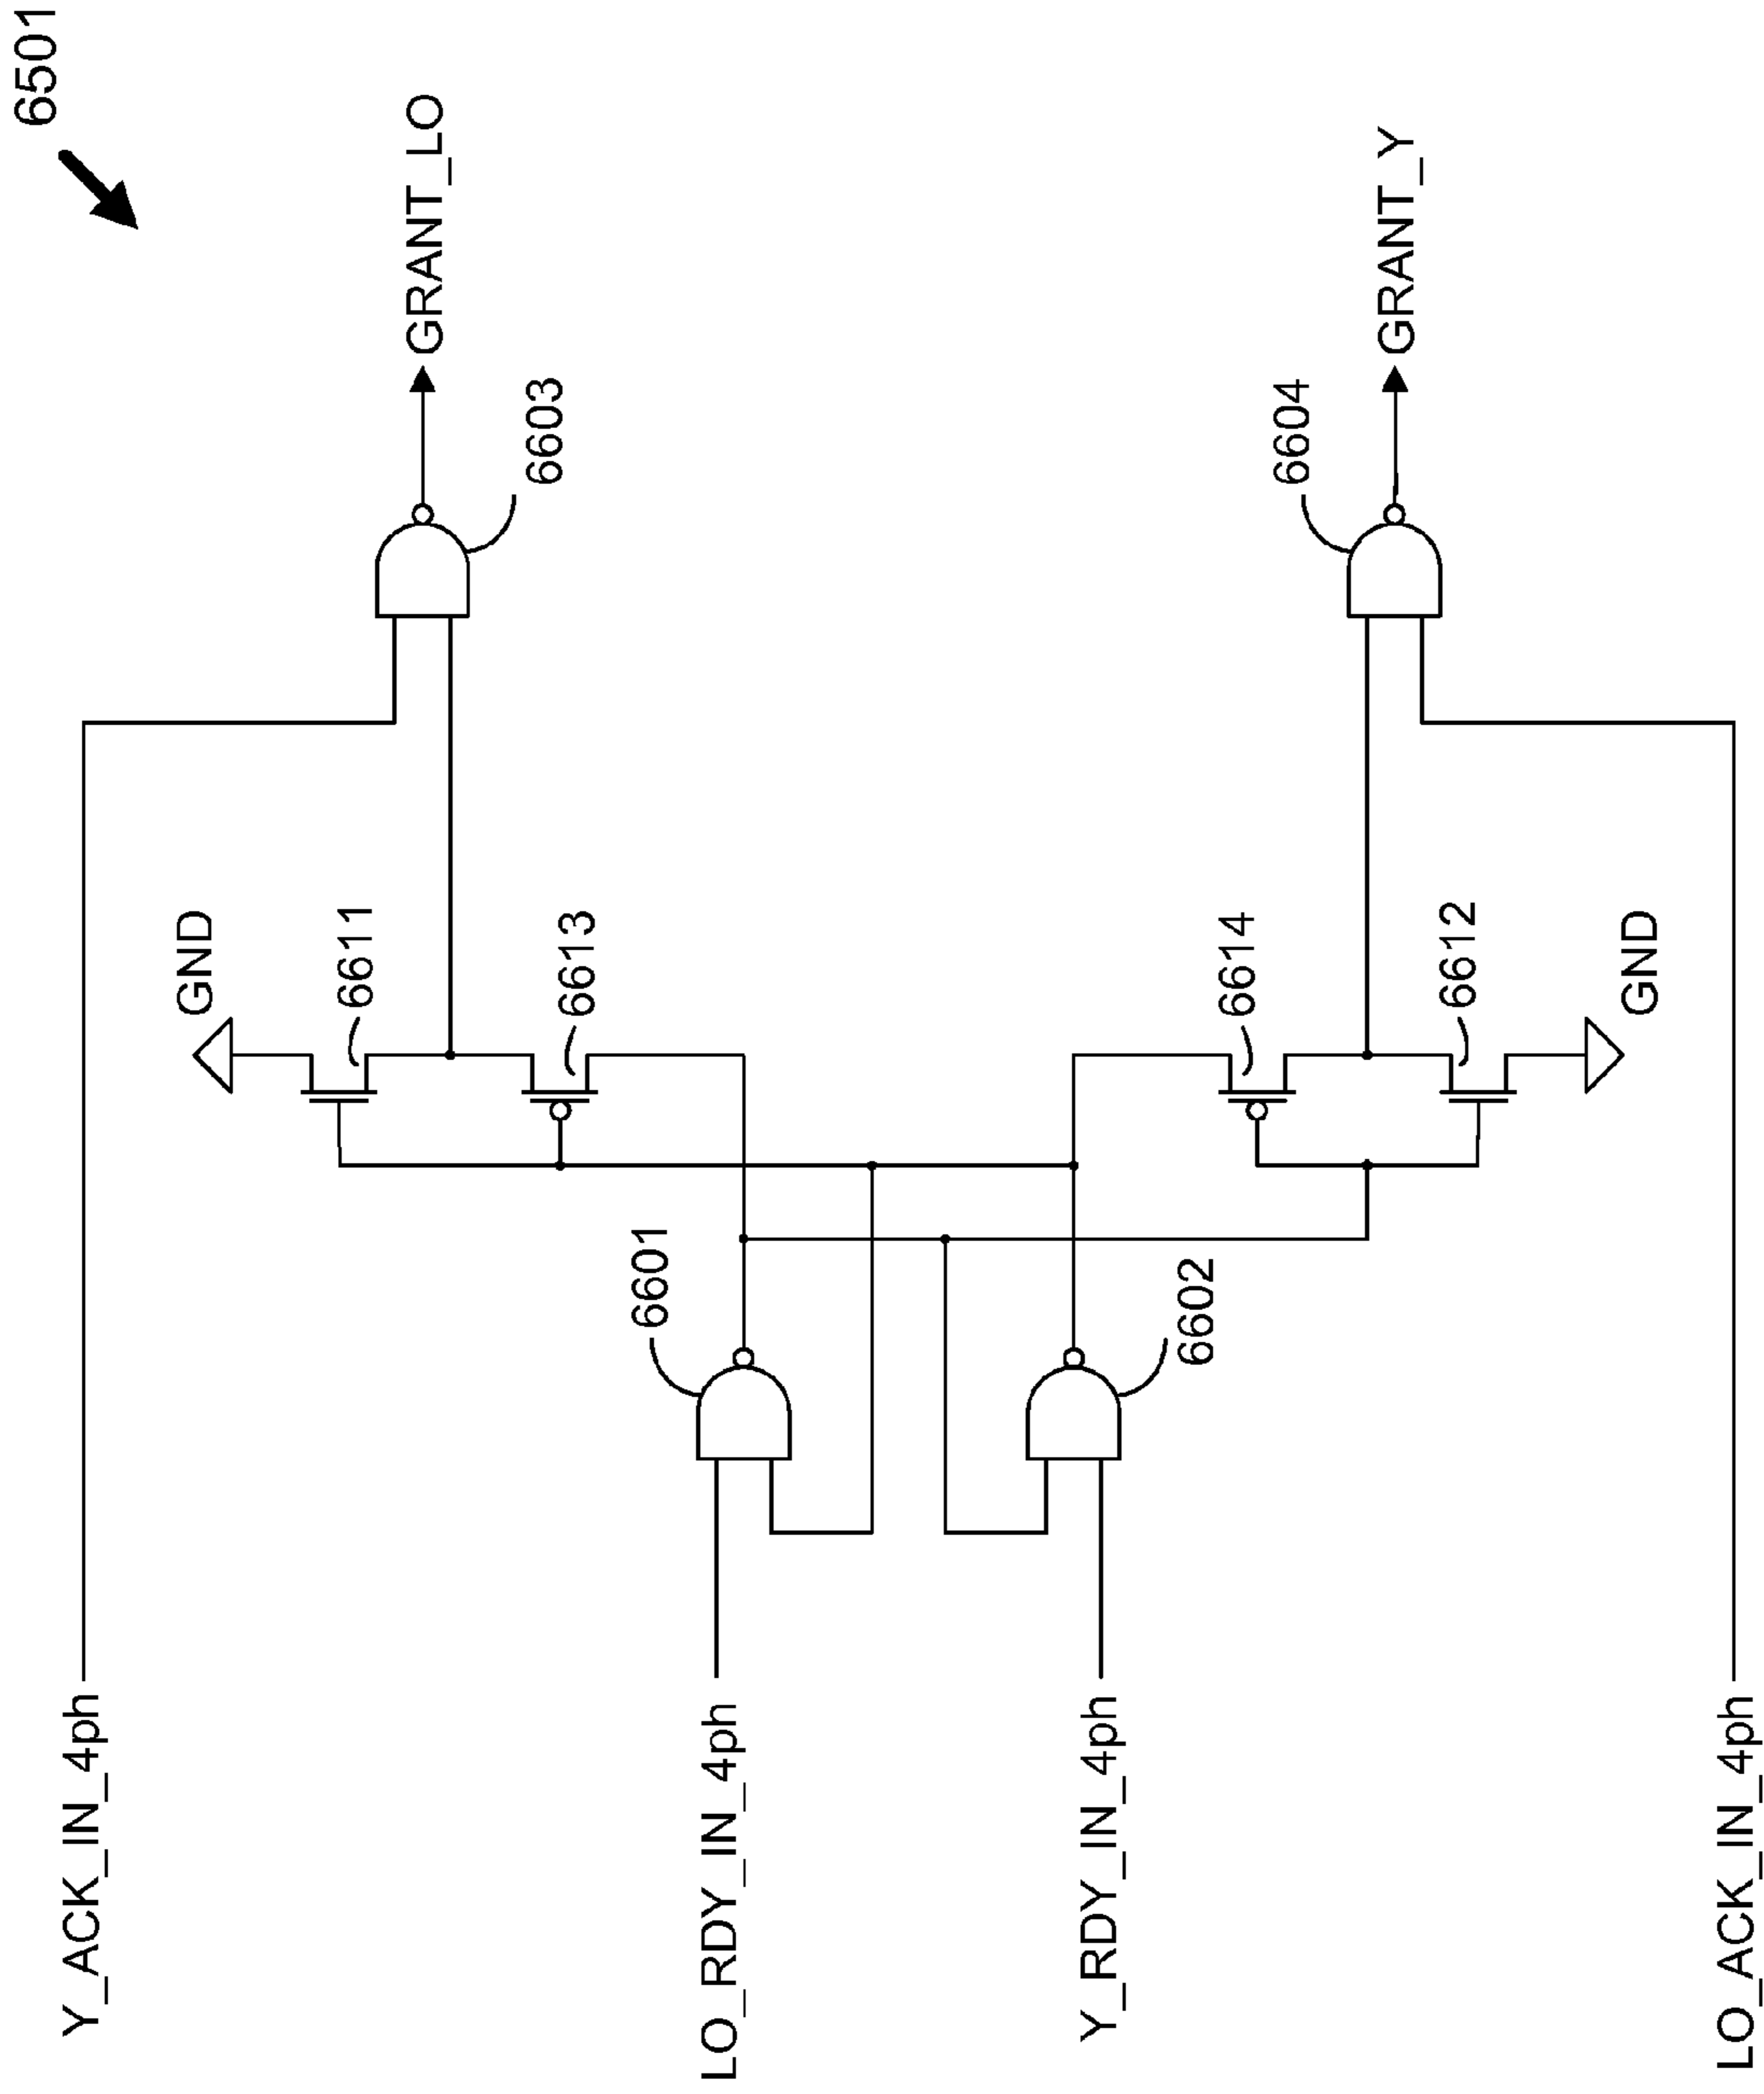 6501
GRANT_LO
GRANT_Y
6603
6604
GND
6611
6613
6614
6612
GND
6601
6602
Y_ACK_IN_4ph
LO_RDY_IN_4ph
Y_RDY_IN_4ph
LO_ACK_IN_4ph